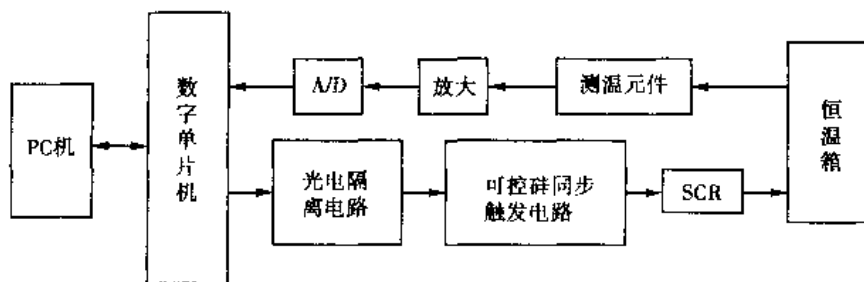 PC机
数字单片机
A/D
放大
测温元件
恒温箱
光电隔
离电路
可控硅同步
触发电路
SCR